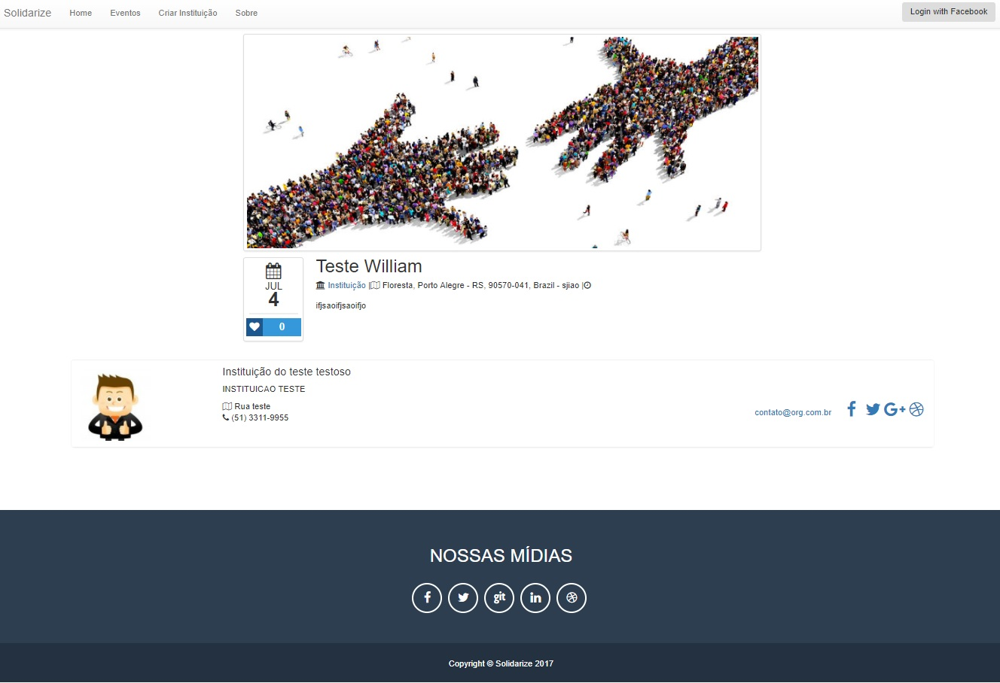 Solidarize Home Eventos Criar Instituição Sobre Login with Facebook
JUL
4
0
Teste William
Instituição | Floresta, Porto Alegre - RS, 90570-041, Brazil - sjiao |
ifjsaoifjsaoifjo
Instituição do teste testoso
INSTITUICAO TESTE
Rua teste
(51) 3311-9955
contato@org.com.br
NOSSAS MÍDIAS
git
Copyright © Solidarize 2017